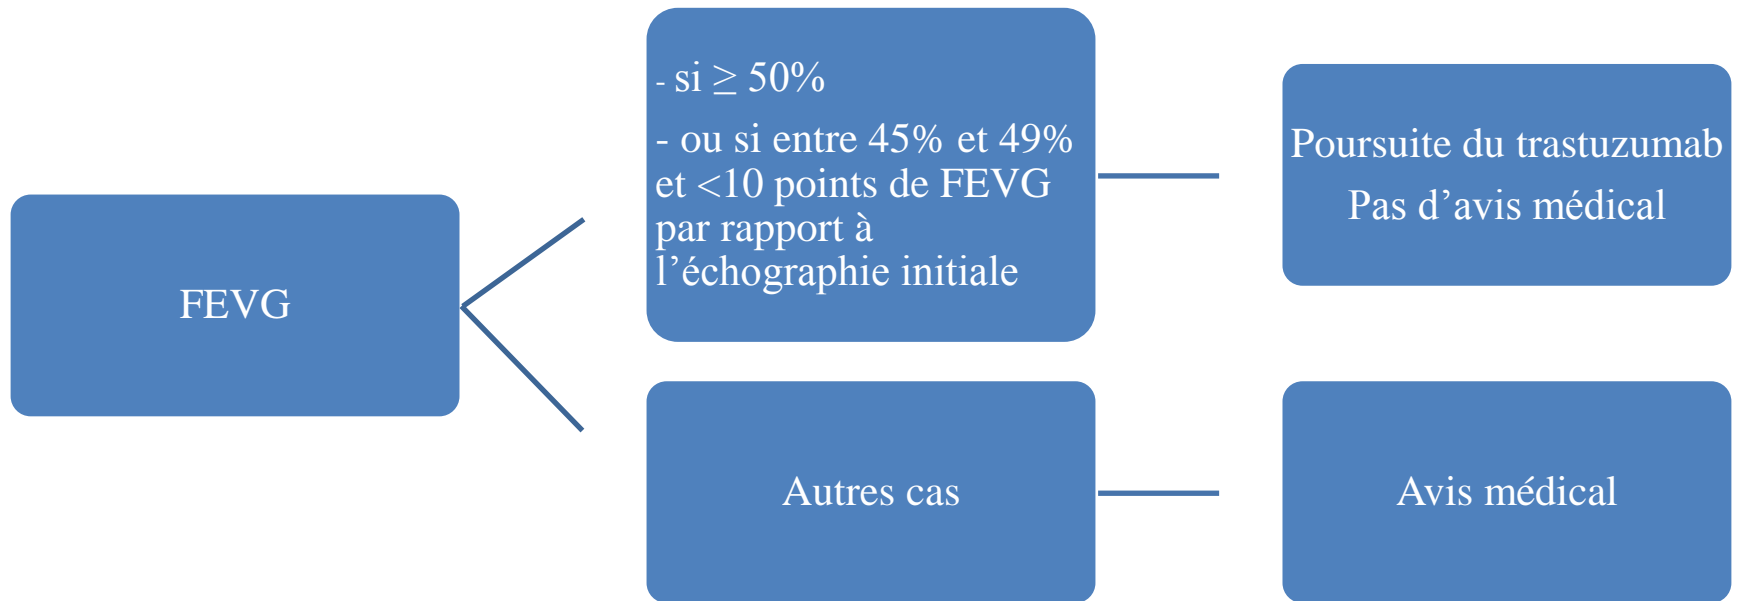 FEVG
- si ≥ 50%
- ou si entre 45% et 49%
et <10 points de FEVG
par rapport à
l’échographie initiale
Poursuite du trastuzumab
Pas d’avis médical
Autres cas
Avis médical